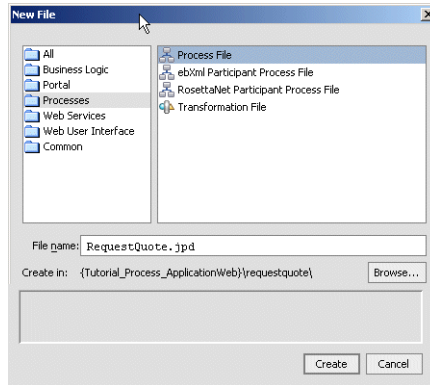 New File
All
Business Logic
Portal
Processes
Web Services
Web User Interface
Common
Process File
ebXml Participant Process File
RosettaNet Participant Process File
Transformation File
File name: RequestQuote.jpd
Create in: {Tutorial_Process_ApplicationWeb}\requestquote\ Browse...
Create Cancel